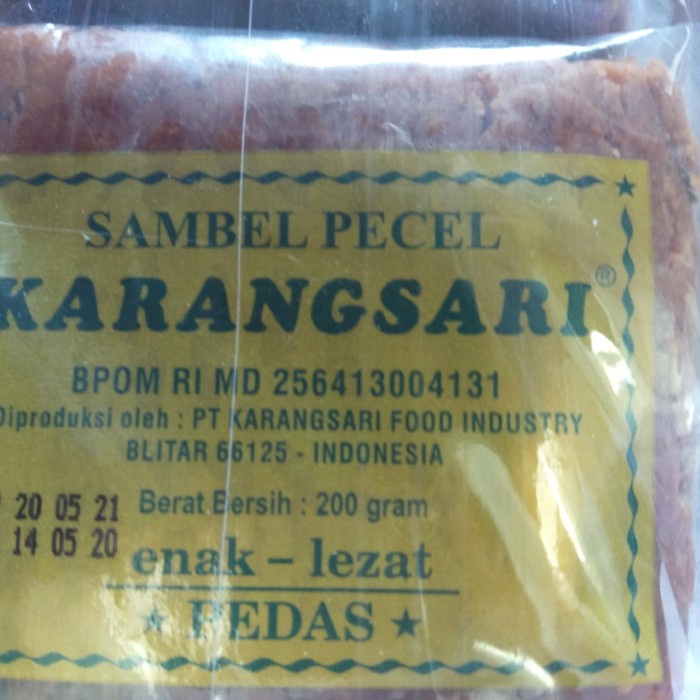 SAMBEL PECEL
KARANGSARI®
BPOM RI MD 256413004131
Diproduksi oleh : PT KARANGSARI FOOD INDUSTRY
BLITAR 66125 - INDONESIA
20 05 21 Berat Bersih : 200 gram
14 05 20
enak – lezat
★ PEDAS ★